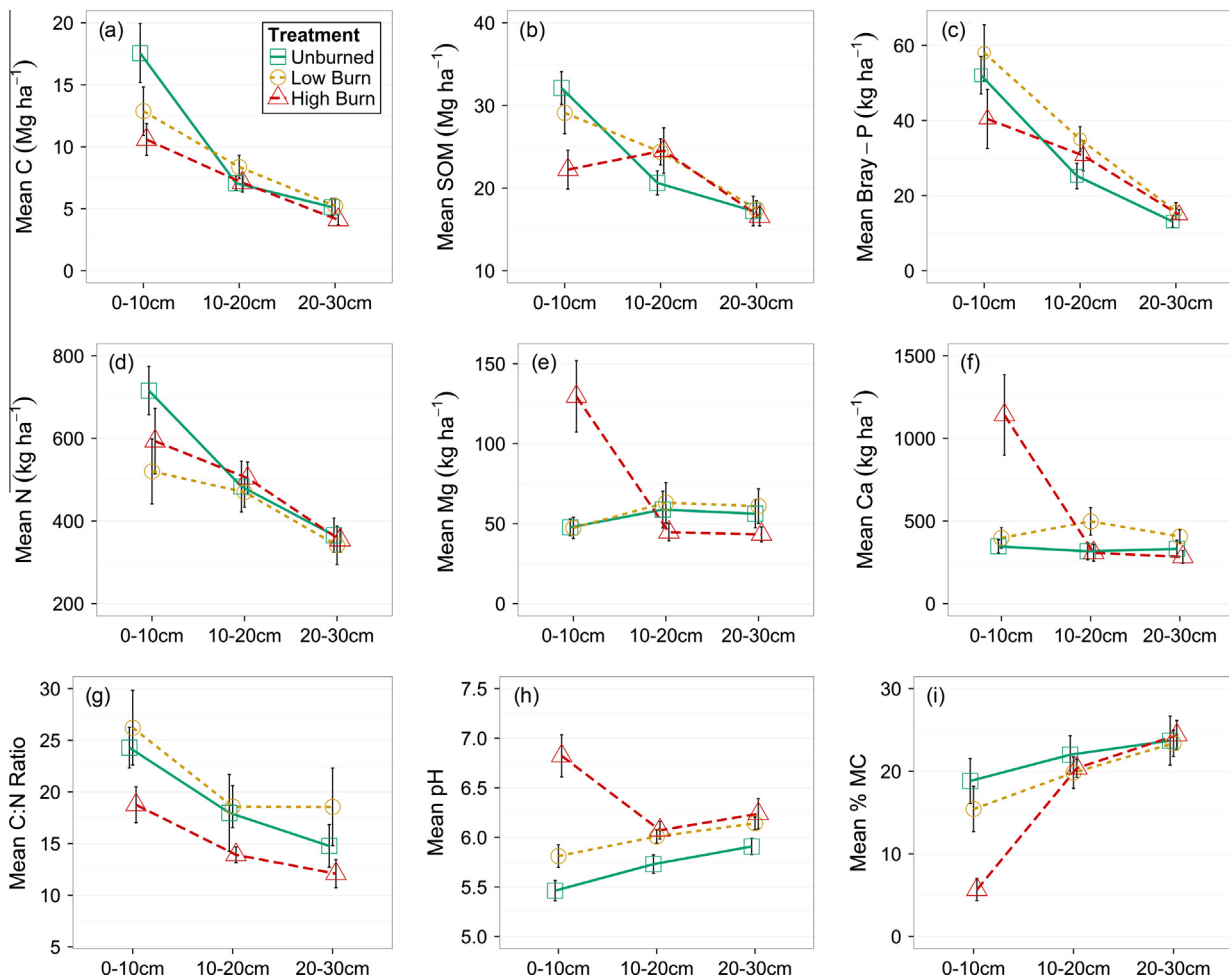 (a)
Mean C (Mg ha⁻¹)
20
15
10
5
0
0-10cm 10-20cm 20-30cm
Treatment
Unburned
Low Burn
High Burn
(b)
Mean SOM (Mg ha⁻¹)
40
30
20
10
0-10cm 10-20cm 20-30cm
(c)
Mean Bray – P (kg ha⁻¹)
60
40
20
0
0-10cm 10-20cm 20-30cm
(d)
Mean N (kg ha⁻¹)
800
600
400
200
0-10cm 10-20cm 20-30cm
(e)
Mean Mg (kg ha⁻¹)
150
100
50
0
0-10cm 10-20cm 20-30cm
(f)
Mean Ca (kg ha⁻¹)
1500
1000
500
0
0-10cm 10-20cm 20-30cm
(g)
Mean C:N Ratio
30
25
20
15
10
5
0-10cm 10-20cm 20-30cm
(h)
Mean pH
7.5
7.0
6.5
6.0
5.5
5.0
0-10cm 10-20cm 20-30cm
(i)
Mean % MC
30
20
10
0
0-10cm 10-20cm 20-30cm